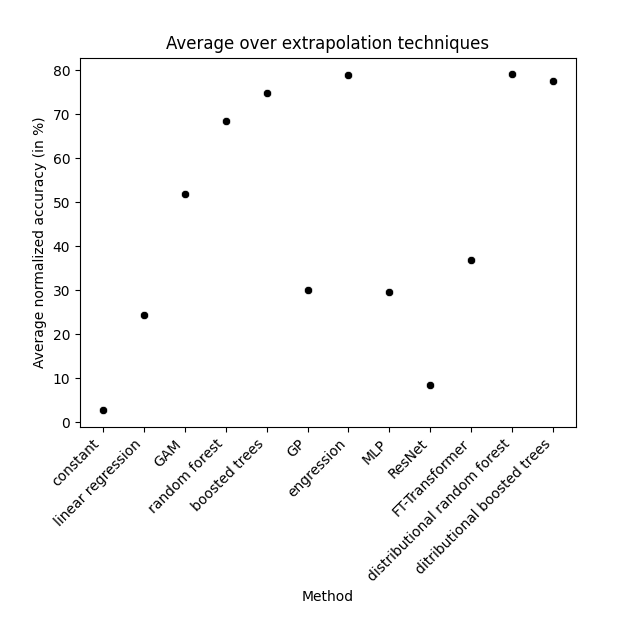 Average over extrapolation techniques
Average normalized accuracy (in %)
80
70
60
50
40
30
20
10
0
constant
linear regression
GAM
random forest
boosted trees
GP
engression
MLP
ResNet
FT-Transformer
distributional random forest
ditributional boosted trees
Method